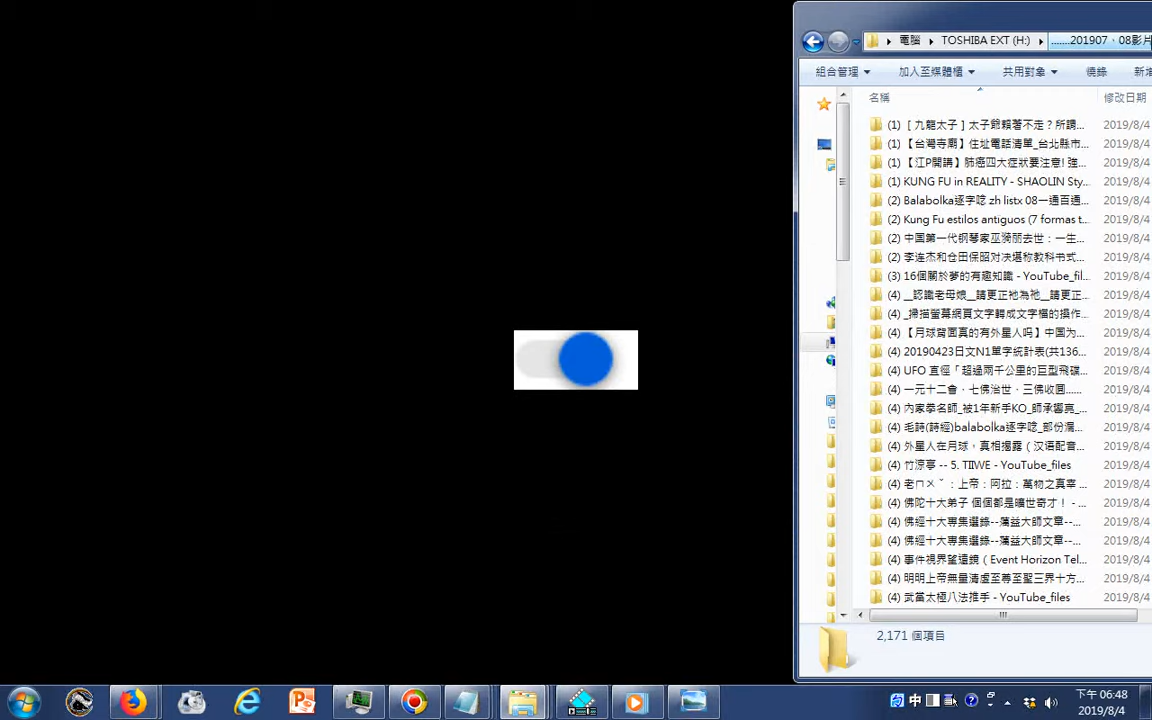 電腦 TOSHIBA EXT (H:) .......201907、08影片
組合管理 加入至媒體櫃 共用對象 燒錄
名稱 修改日期
(1) [ 九龍太子 ] 太子爺賴著不走？所謂... 2019/8/4
(1) 【台灣寺廟】住址電話清單_台北縣市... 2019/8/4
(1) 【江P開講】肺癌四大症狀要注意! 強... 2019/8/4
(1) KUNG FU in REALITY - SHAOLIN Sty... 2019/8/4
(2) Balabolka逐字唸 zh listx 08一通百通... 2019/8/4
(2) Kung Fu estilos antiguos (7 formas t... 2019/8/4
(2) 中国第一代钢琴家巫漪丽去世：一生... 2019/8/4
(2) 李连杰和仓田保昭对决堪称教科书式... 2019/8/4
(3) 16個關於夢的有趣知識 - YouTube_fil... 2019/8/4
(4) __認識老母娘__請更正祂為祂__請更正... 2019/8/4
(4) _掃描螢幕網頁文字轉成文字檔的操作... 2019/8/4
(4) 【月球背面真的有外星人吗】中国为... 2019/8/4
(4) 20190423日文N1單字統計表(共136... 2019/8/4
(4) UFO 直徑「超過兩千公里的巨型飛碟... 2019/8/4
(4) 一元十二會．七佛治世．三佛收圓...... 2019/8/4
(4) 內家拳名師_被1年新手KO_師承響亮_... 2019/8/4
(4) 毛詩(詩經)balabolka逐字唸_部份濁... 2019/8/4
(4) 外星人在月球，真相揭露（汉语配音... 2019/8/4
(4) 竹涼亭 -- 5. TIIWE - YouTube_files 2019/8/4
(4) 老ㄇㄨˇ：上帝：阿拉：萬物之真宰 ... 2019/8/4
(4) 佛陀十大弟子 個個都是曠世奇才！ - ... 2019/8/4
(4) 佛經十大專集選錄--蕅益大師文章--... 2019/8/4
(4) 佛經十大專集選錄--蕅益大師文章--... 2019/8/4
(4) 事件視界望遠鏡（Event Horizon Tel... 2019/8/4
(4) 明明上帝無量清虛至尊至聖三界十方... 2019/8/4
(4) 武當太極八法推手 - YouTube_files 2019/8/4
2,171 個項目
中 下午 06:48
2019/8/4